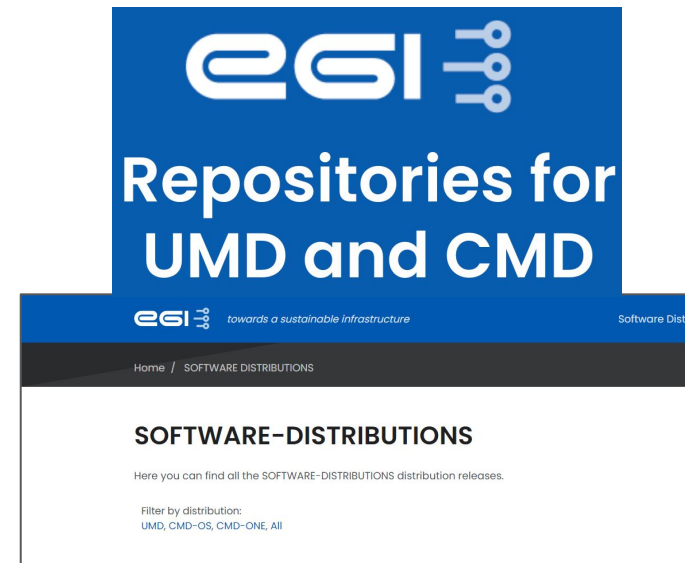 egi
Repositories for
UMD and CMD
egi towards a sustainable infrastructure Software Dist
Home / SOFTWARE DISTRIBUTIONS
SOFTWARE-DISTRIBUTIONS
Here you can find all the SOFTWARE-DISTRIBUTIONS distribution releases.
Filter by distribution:
UMD, CMD-OS, CMD-ONE, All